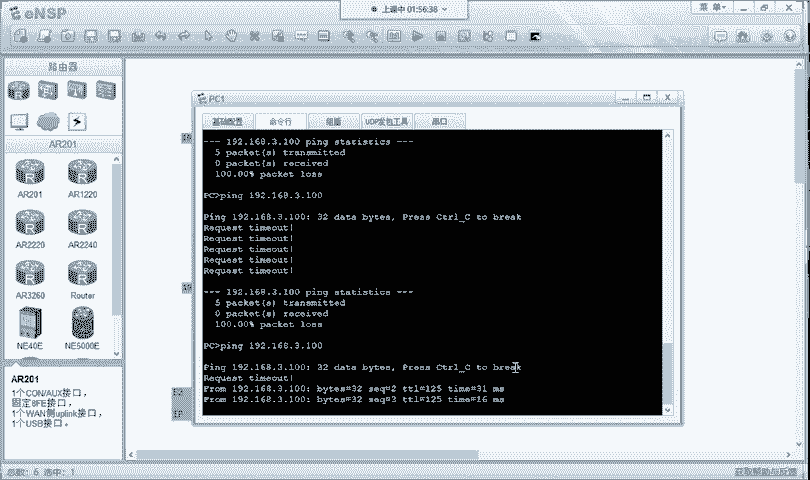 eNSP
上课中 01:56:38
菜 单
路由器
AR201
AR201
AR1220
AR2220
AR2240
AR3260
Router
NE40E
NE5000E
AR201
1个CON/AUX接口，
固定8FE接口，
1个WAN侧uplink接口，
1个USB接口。
PC1
基础配置
命令行
组播
UDP发包工具
串口
--- 192.168.3.100 ping statistics ---
5 packet(s) transmitted
0 packet(s) received
100.00% packet loss
PC>ping 192.168.3.100
Ping 192.168.3.100: 32 data bytes, Press Ctrl_C to break
Request timeout!
Request timeout!
Request timeout!
Request timeout!
Request timeout!
--- 192.168.3.100 ping statistics ---
5 packet(s) transmitted
0 packet(s) received
100.00% packet loss
PC>ping 192.168.3.100
Ping 192.168.3.100: 32 data bytes, Press Ctrl_C to break
Request timeout!
From 192.168.3.100: bytes=32 seq=2 ttl=125 time=31 ms
From 192.168.3.100: bytes=32 seq=3 ttl=125 time=16 ms
总数: 6 选中: 1
获取帮助与反馈